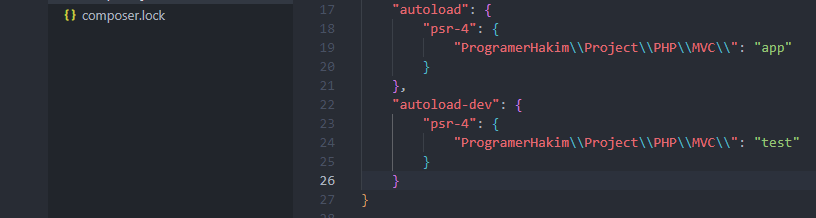 {} composer.lock
17 "autoload": {
18 "psr-4": {
19 "ProgramerHakim\\Project\\PHP\\MVC\\": "app"
20 }
21 },
22 "autoload-dev": {
23 "psr-4": {
24 "ProgramerHakim\\Project\\PHP\\MVC\\": "test"
25 }
26 }
27 }